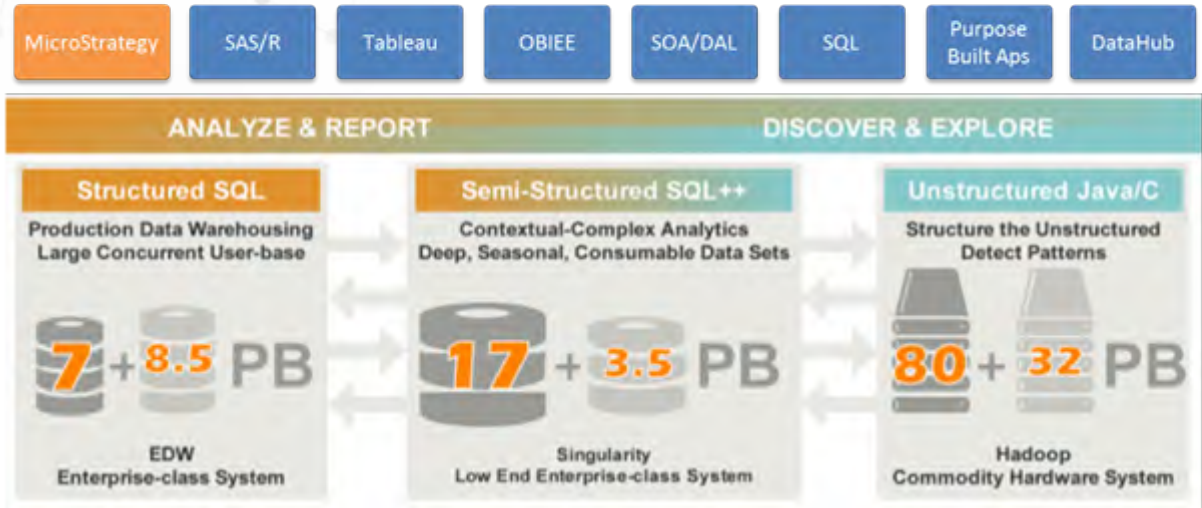 MicroStrategy
SAS/R
Tableau
OBIEE
SOA/DAL
SQL
Purpose
Built Aps
DataHub
ANALYZE & REPORT
DISCOVER & EXPLORE
Structured SQL
Production Data Warehousing
Large Concurrent User-base
7 + 8.5 PB
EDW
Enterprise-class System
Semi-Structured SQL++
Contextual-Complex Analytics
Deep, Seasonal, Consumable Data Sets
17 + 3.5 PB
Singularity
Low End Enterprise-class System
Unstructured Java/C
Structure the Unstructured
Detect Patterns
80 + 32 PB
Hadoop
Commodity Hardware System